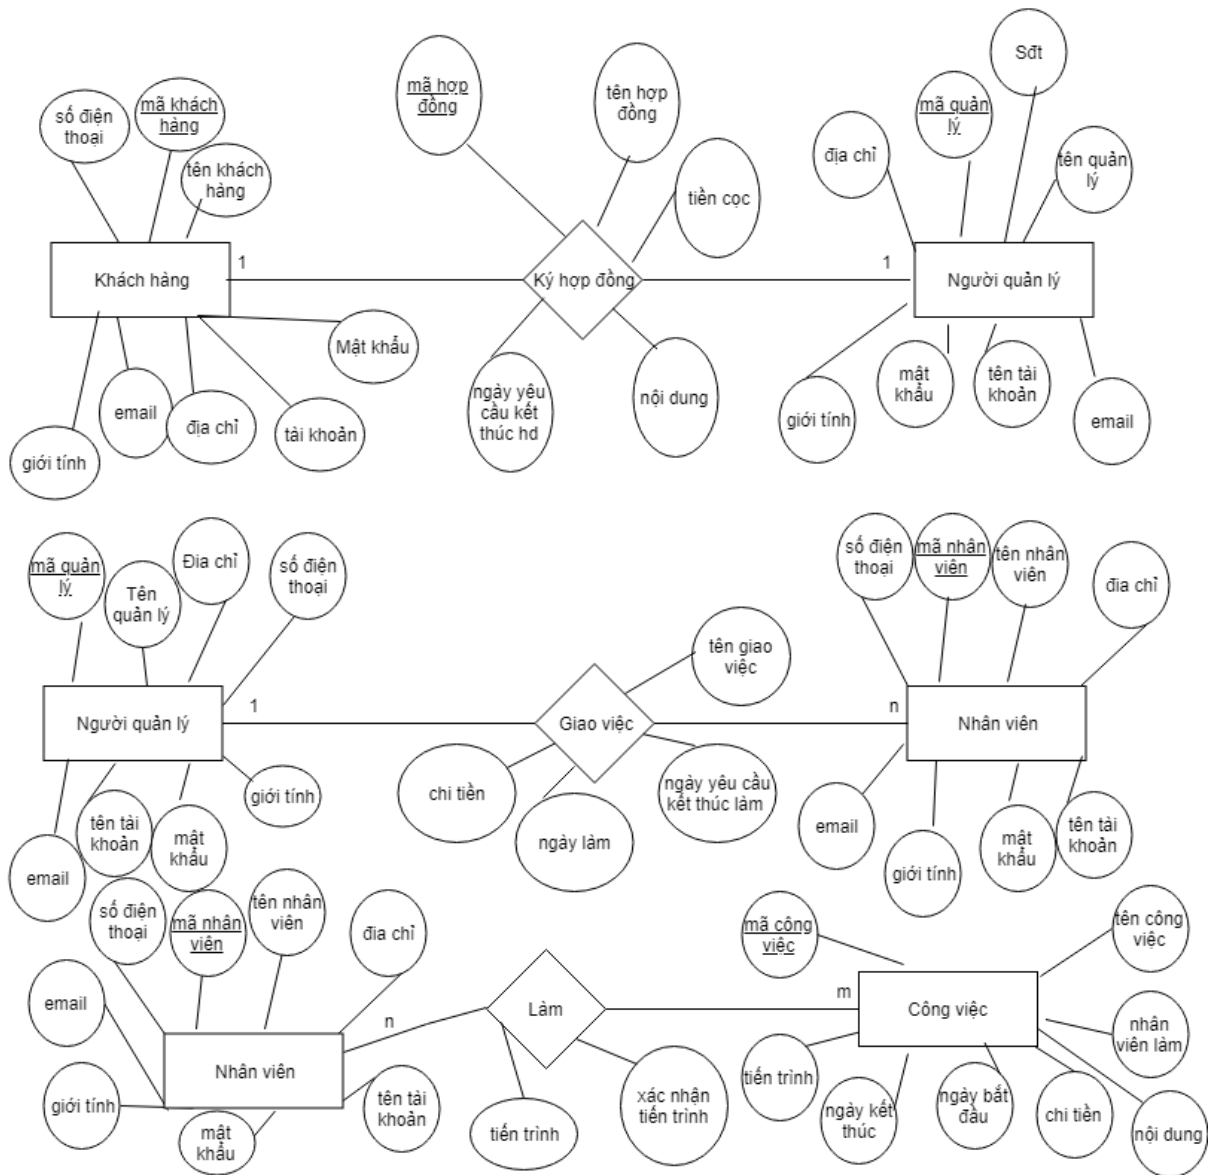 Sđt
mã hợp
đồng
tên hợp
đồng
số điện
thoại
mã khách
hàng
mã quản
lý
địa chỉ
tên quản
lý
tên khách
hàng
tiền cọc
Khách hàng
1
Ký hợp đồng
1
Người quản lý
Mật khẩu
ngày yêu
cầu kết
thúc hd
nội dung
mật
khẩu
tên tài
khoản
email
địa chỉ
tài khoản
giới tính
giới tính
email
mã quản
lý
Đia chỉ
số điện
thoại
Tên
quản lý
số điện
thoại
mã nhân
viên
tên nhân
viên
đia chỉ
tên giao
việc
Người quản lý
1
Giao việc
n
Nhân viên
chi tiền
ngày yêu cầu
kết thúc làm
giới tính
ngày làm
tên tài
khoản
mật
khẩu
email
email
giới tính
mật
khẩu
tên tài
khoản
số điện
thoại
mã nhân
viên
tên nhân
viên
đia chỉ
mã công
việc
tên công
việc
email
n
Làm
m
Công việc
nhân
viên làm
Nhân viên
giới tính
mật
khẩu
tên tài
khoản
tiến trình
xác nhận
tiến trình
tiến trình
ngày kết
thúc
ngày bắt
đầu
chi tiền
nội dung